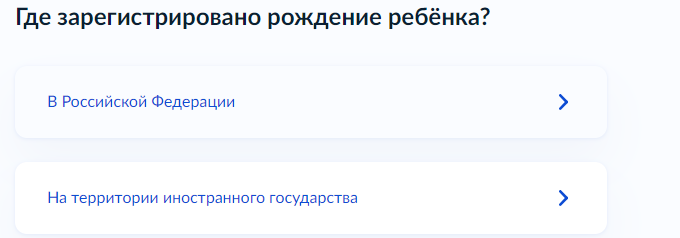 Где зарегистрировано рождение ребёнка?
В Российской Федерации
На территории иностранного государства